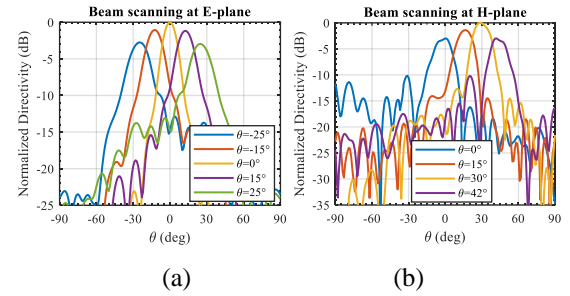 Beam scanning at E-plane
Normalized Directivity (dB)
0
-5
-10
-15
-20
-25
-90
-60
-30
0
30
60
90
θ (deg)
θ=-25°
θ=-15°
θ=0°
θ=15°
θ=25°
(a)
Beam scanning at H-plane
Normalized Directivity (dB)
0
-5
-10
-15
-20
-25
-30
-35
-90
-60
-30
0
30
60
90
θ (deg)
θ=0°
θ=15°
θ=30°
θ=42°
(b)